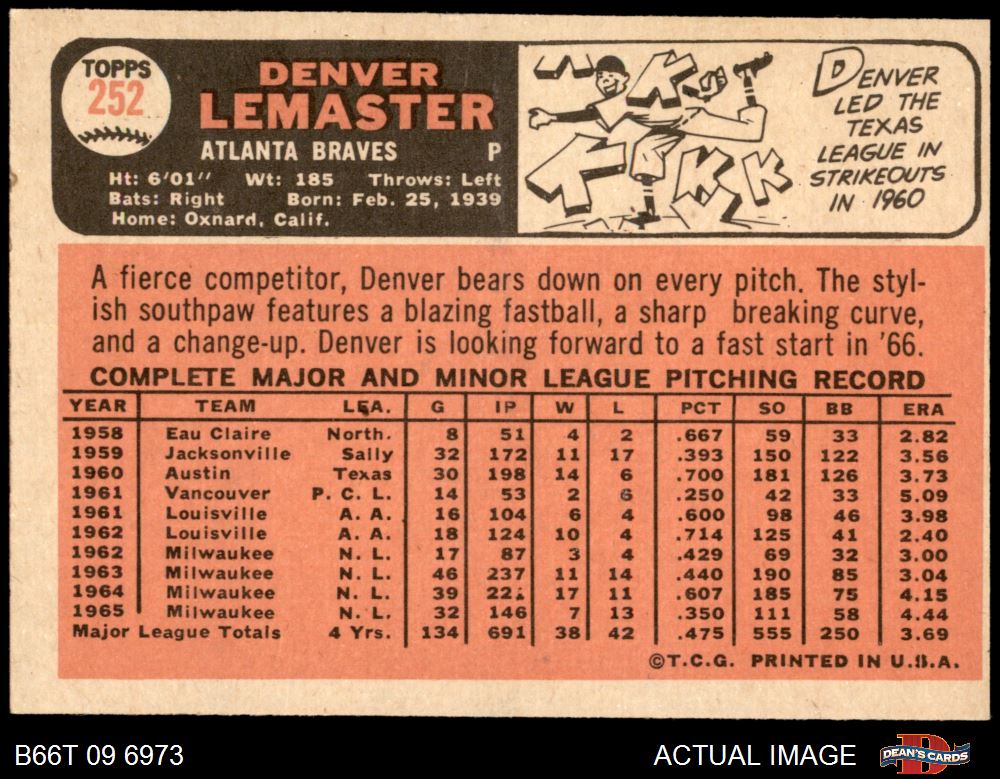 TOPPS
252
DENVER
LEMASTER
ATLANTA BRAVES P
Ht: 6'01" Wt: 185 Throws: Left
Bats: Right Born: Feb. 25, 1939
Home: Oxnard, Calif.
K K K K K
DENVER
LED THE
TEXAS
LEAGUE IN
STRIKEOUTS
IN 1960
A fierce competitor, Denver bears down on every pitch. The styl-
ish southpaw features a blazing fastball, a sharp breaking curve,
and a change-up. Denver is looking forward to a fast start in '66.
COMPLETE MAJOR AND MINOR LEAGUE PITCHING RECORD
YEAR TEAM LEA. G IP W L PCT SO BB ERA
1958 Eau Claire North. 8 51 4 2 .667 59 33 2.82
1959 Jacksonville Sally 32 172 11 17 .393 150 122 3.56
1960 Austin Texas 30 198 14 6 .700 181 126 3.73
1961 Vancouver P. C. L. 14 53 2 6 .250 42 33 5.09
1961 Louisville A. A. 16 104 6 4 .600 98 46 3.98
1962 Louisville A. A. 18 124 10 4 .714 125 41 2.40
1962 Milwaukee N. L. 17 87 3 4 .429 69 32 3.00
1963 Milwaukee N. L. 46 237 11 14 .440 190 85 3.04
1964 Milwaukee N. L. 39 17 11 .607 185 75 4.15
1965 Milwaukee N. L. 32 146 7 13 .350 111 58 4.44
Major League Totals 4 Yrs. 134 691 38 42 .475 555 250 3.69
©T.C.G. PRINTED IN U.S.A.
B66T 09 6973 ACTUAL IMAGE DEAN'S CARDS